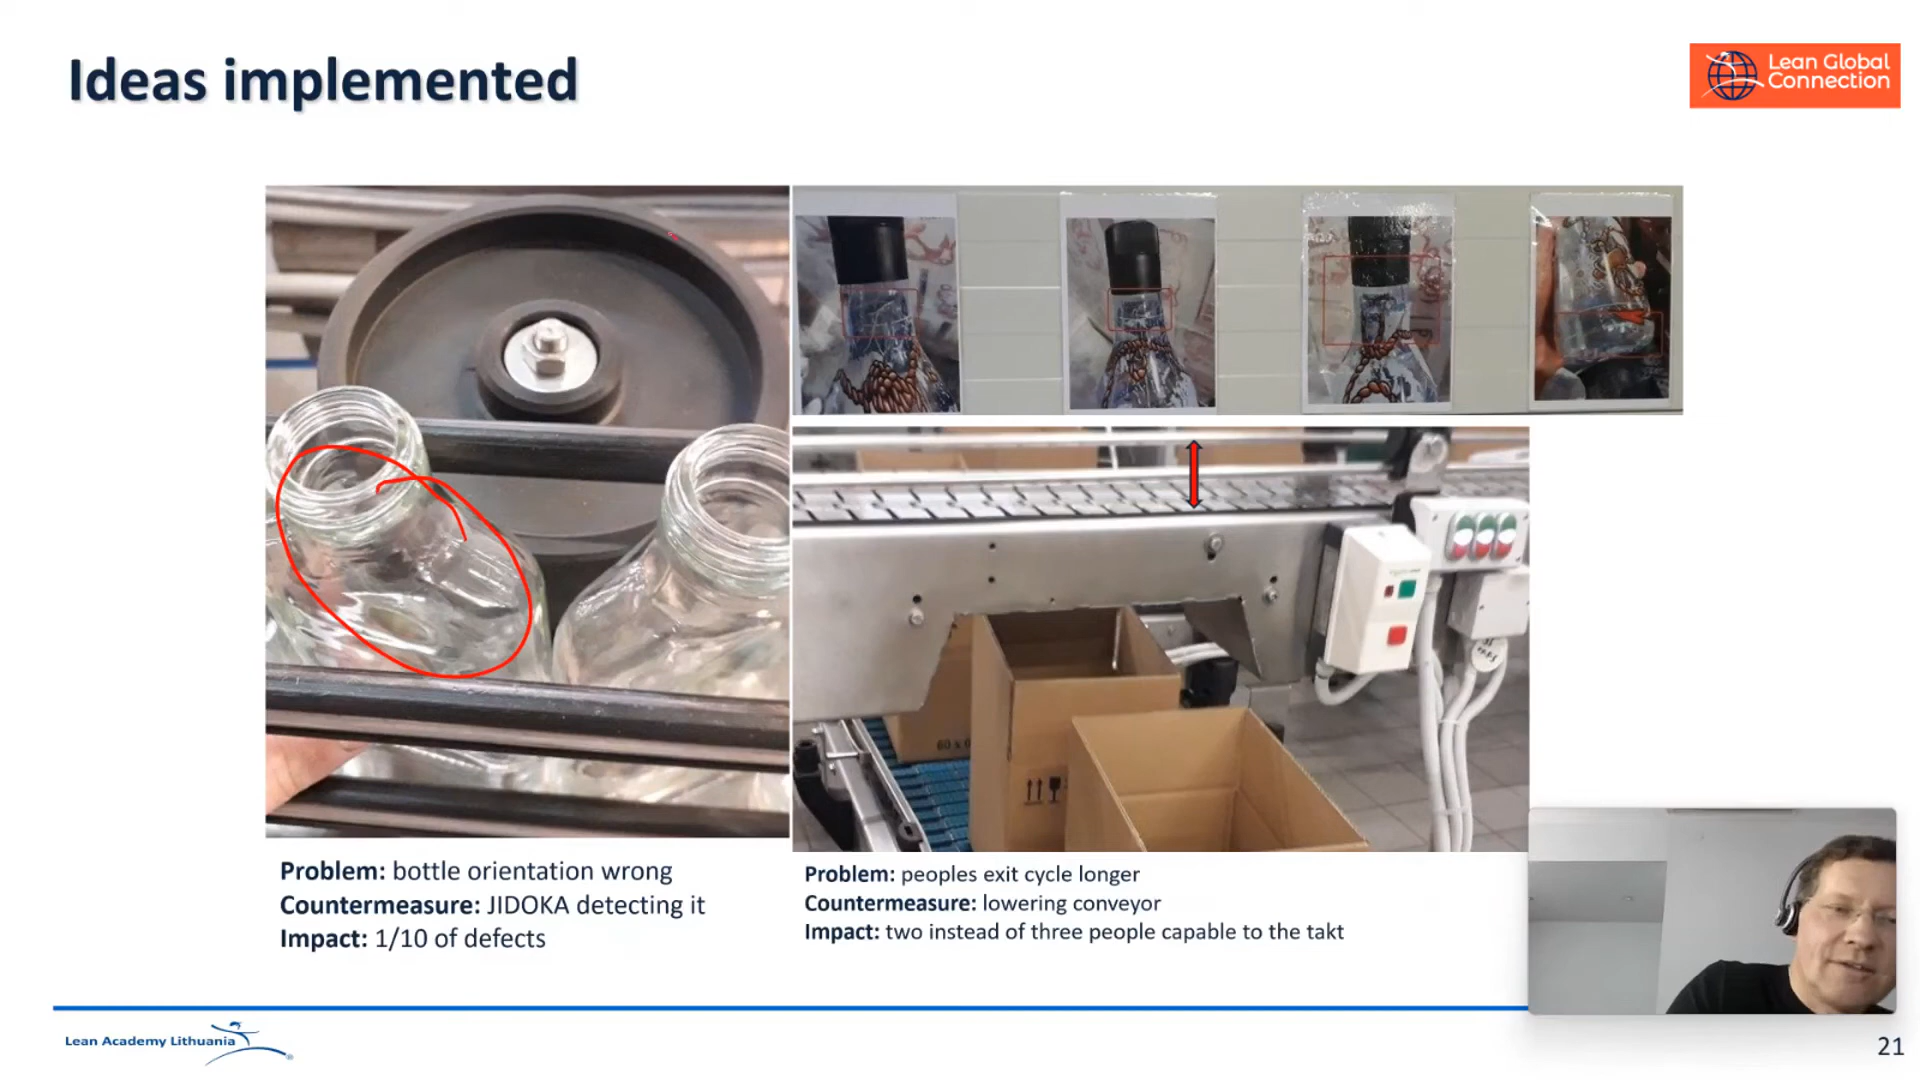 Ideas implemented
Lean Global
Connection
60 x
Problem: bottle orientation wrong
Countermeasure: JIDOKA detecting it
Impact: 1/10 of defects
Problem: peoples exit cycle longer
Countermeasure: lowering conveyor
Impact: two instead of three people capable to the takt
Lean Academy Lithuania
21